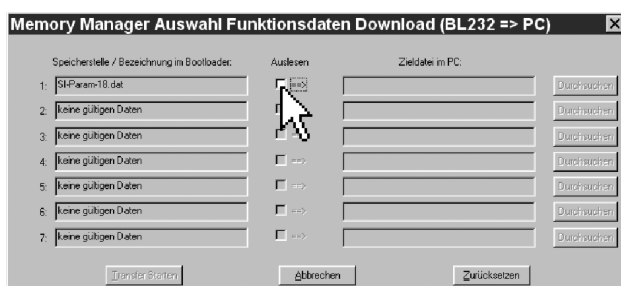 Memory Manager Auswahl Funktionsdaten Download (BL232 => PC)
Speicherstelle / Bezeichnung im Bootloader: Auslesen Zieldatei im PC:
1: SI-Param-18.dat ==> Durchsuchen
2: keine gültigen Daten Durchsuchen
3: keine gültigen Daten ==> Durchsuchen
4: keine gültigen Daten ==> Durchsuchen
5: keine gültigen Daten ==> Durchsuchen
6: keine gültigen Daten ==> Durchsuchen
7: keine gültigen Daten ==> Durchsuchen
Transfer Starten Abbrechen Zurücksetzen